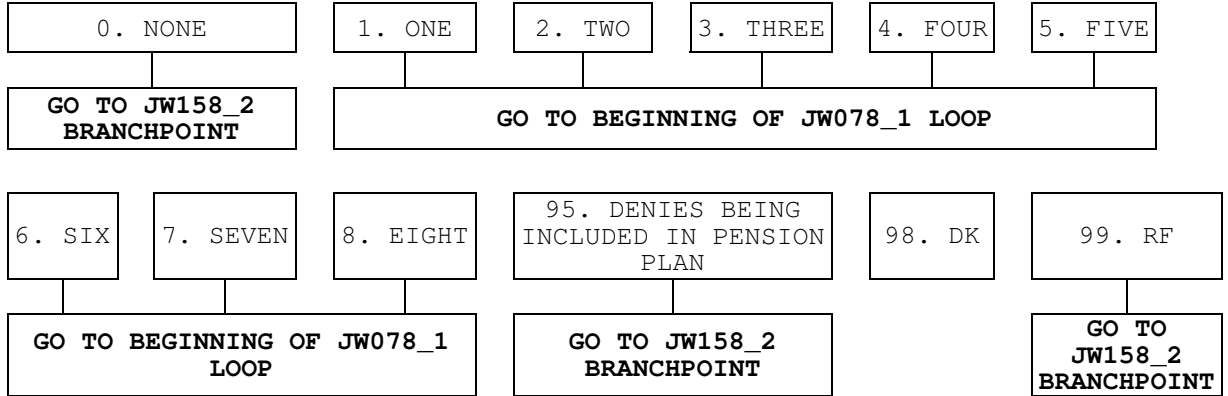 0. NONE
1. ONE
2. TWO
3. THREE
4. FOUR
5. FIVE
GO TO JW158_2
BRANCHPOINT
GO TO BEGINNING OF JW078_1 LOOP
6. SIX
7. SEVEN
8. EIGHT
95. DENIES BEING
INCLUDED IN PENSION
PLAN
98. DK
99. RF
GO TO BEGINNING OF JW078_1
LOOP
GO TO JW158_2
BRANCHPOINT
GO TO
JW158_2
BRANCHPOINT